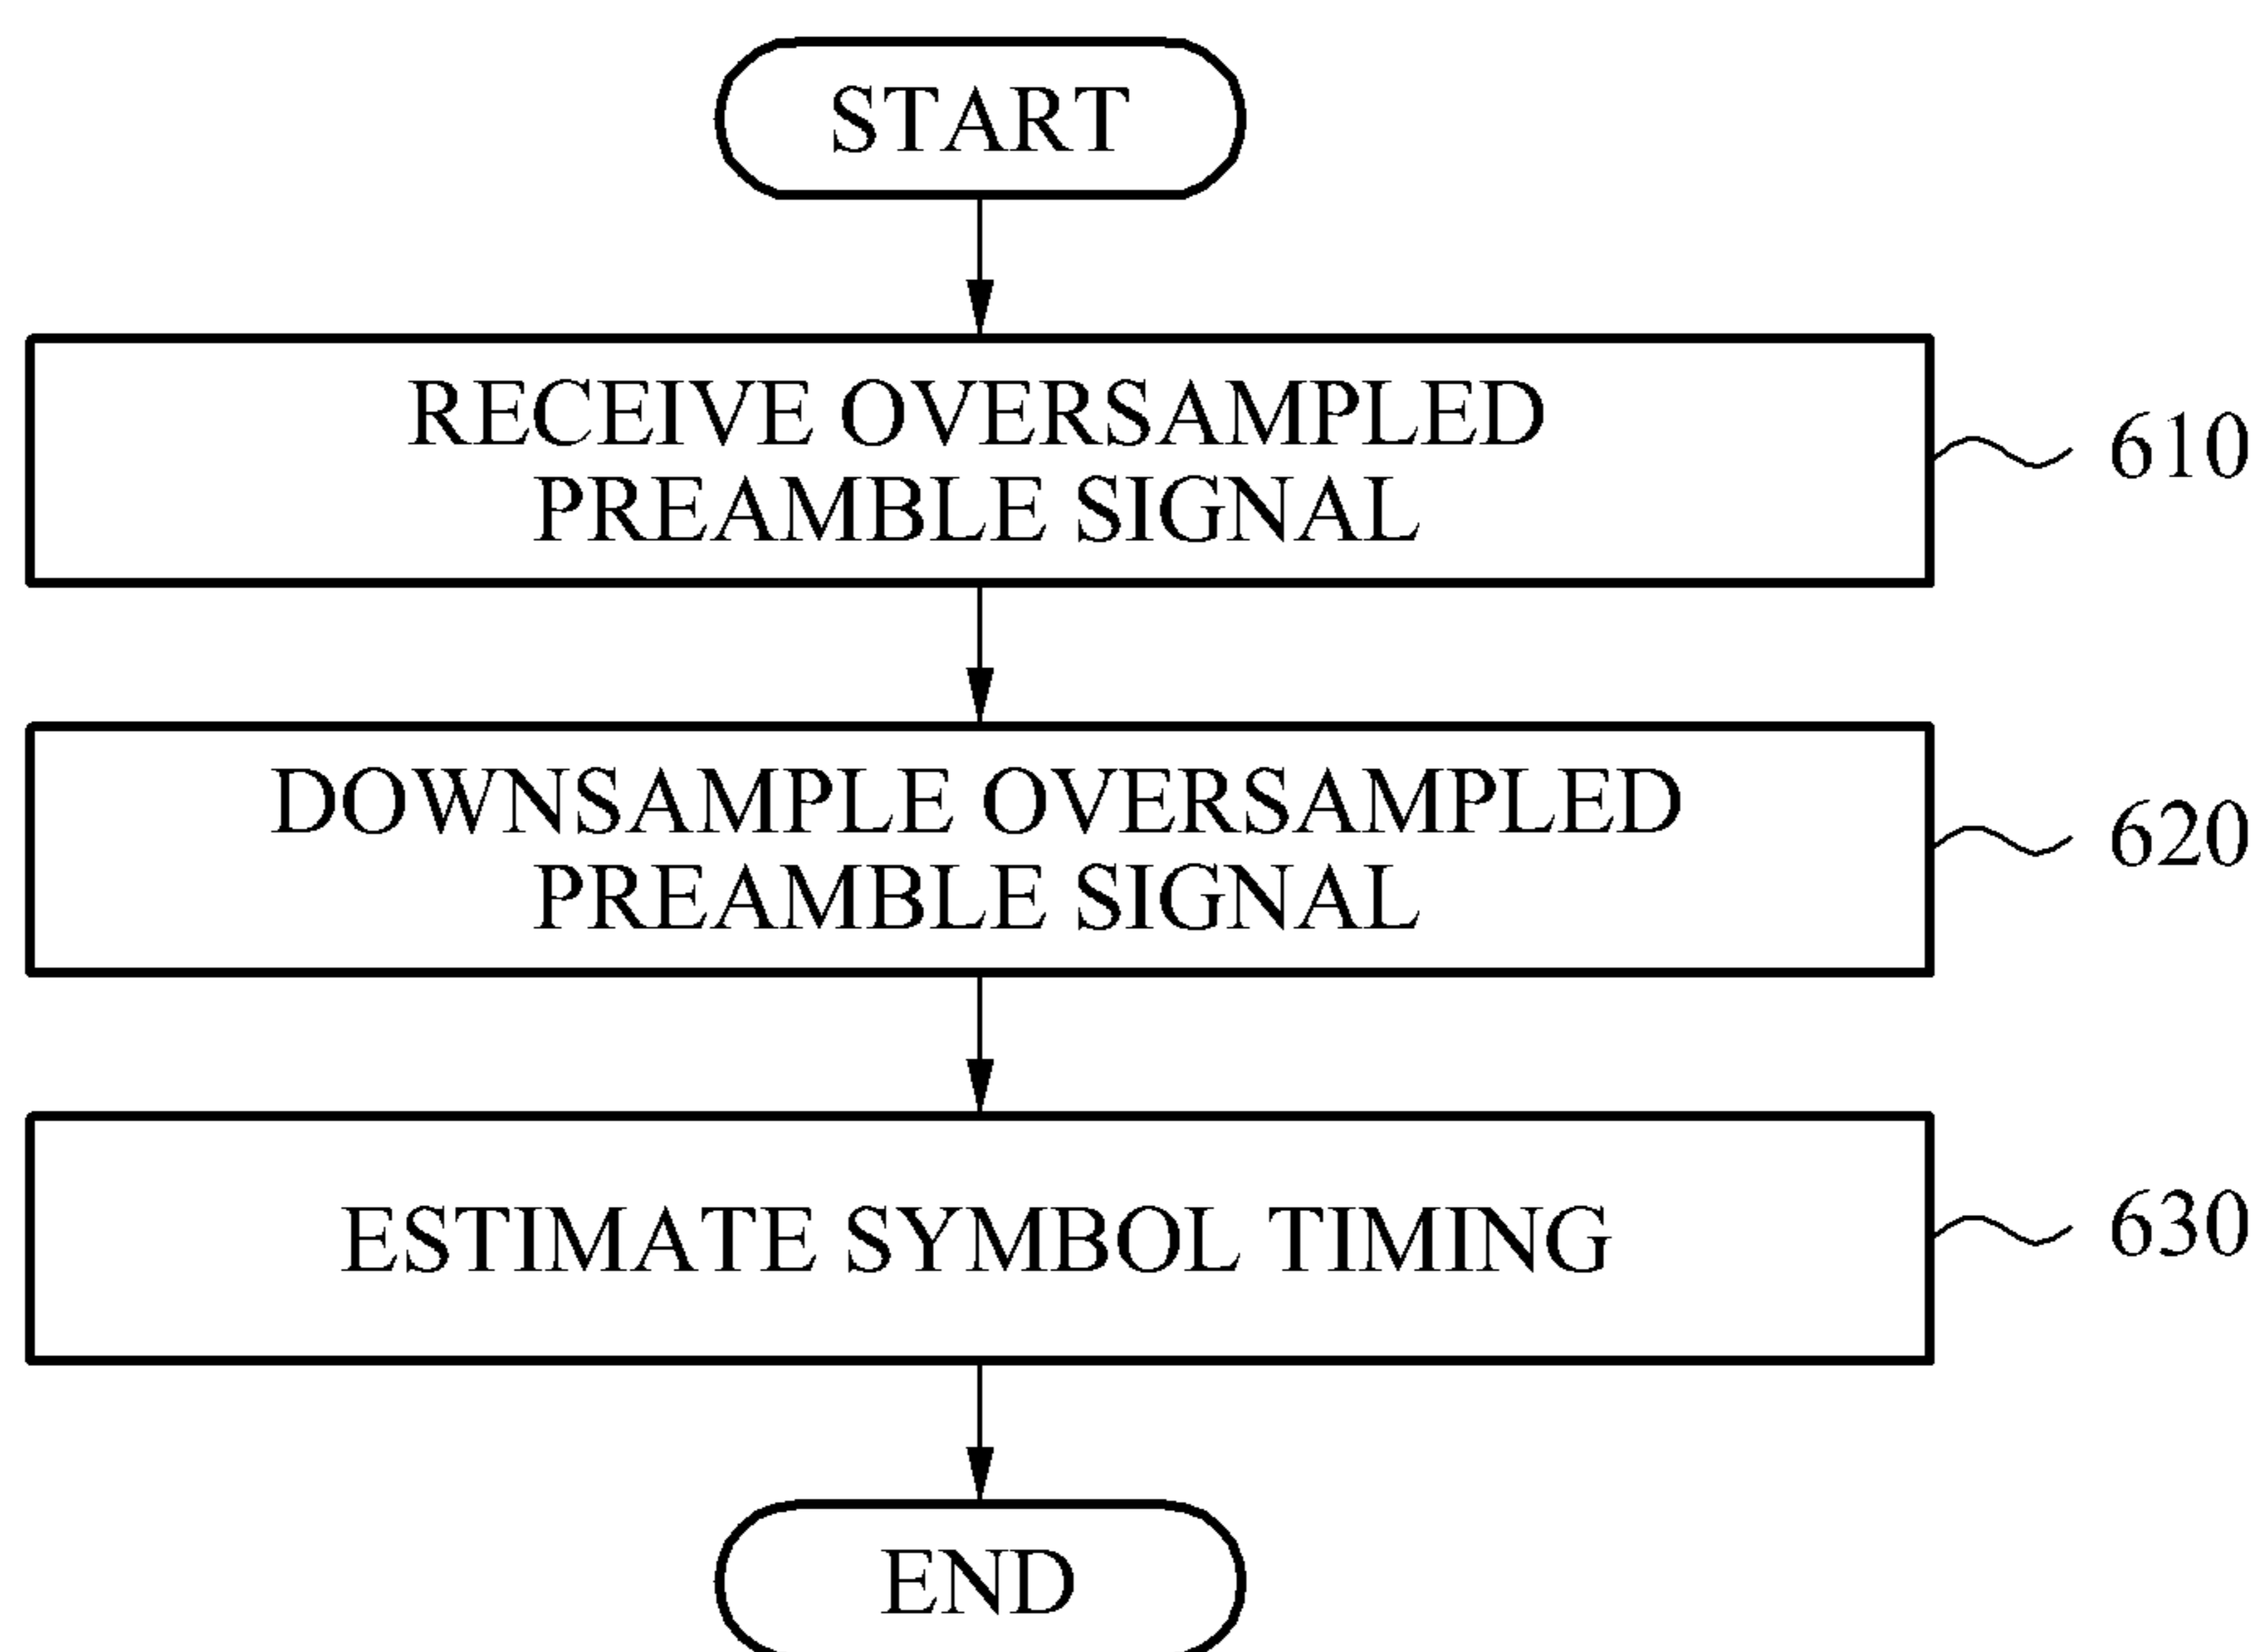 START
RECEIVE OVERSAMPLED
PREAMBLE SIGNAL
610
DOWNSAMPLE OVERSAMPLED
PREAMBLE SIGNAL
620
ESTIMATE SYMBOL TIMING
630
END